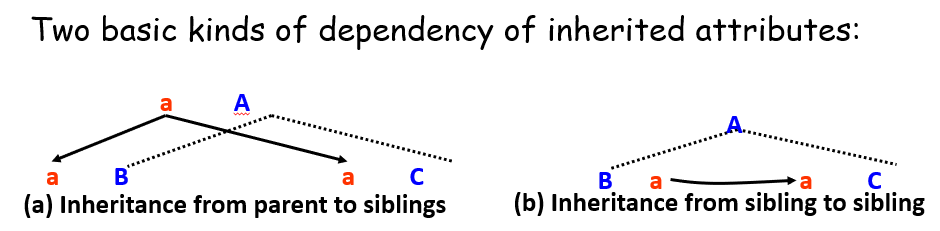 Two basic kinds of dependency of inherited attributes:
a A
a B a C
(a) Inheritance from parent to siblings
A
B a a C
(b) Inheritance from sibling to sibling